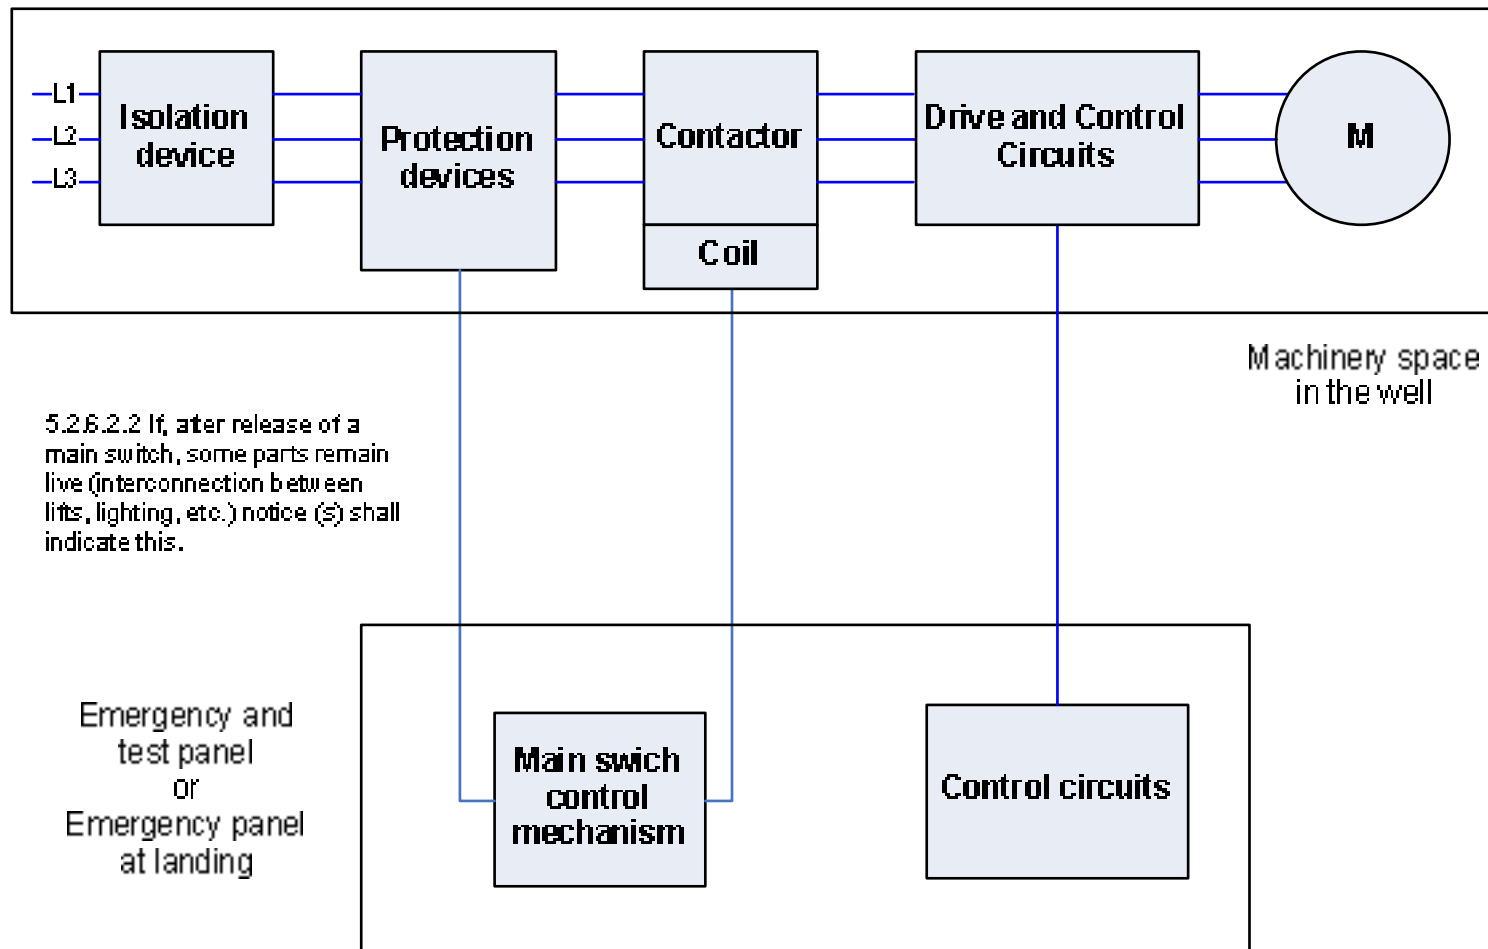 L1
L2
L3
Isolation
device
Protection
devices
Contactor
Coil
Drive and Control
Circuits
M
Machinery space
in the well
5.2.6.2.2 If, after release of a
main switch, some parts remain
live (interconnection between
lifts, lighting, etc.) notice (s) shall
indicate this.
Emergency and
test panel
or
Emergency panel
at landing
Main swich
control
mechanism
Control circuits